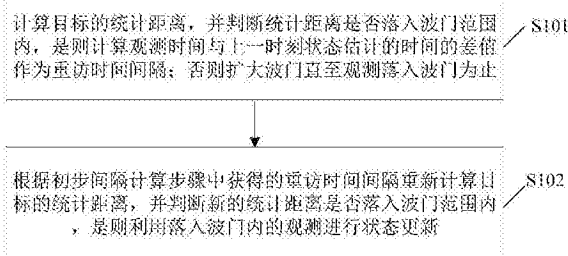 计算目标的统计距离，并判断统计距离是否落入波门范围
内，是则计算观测时间与上一时刻状态估计的时间的差值
作为重访时间间隔；否则扩大波门直至观测落入波门为止
S101
根据初步间隔计算步骤中获得的重访时间间隔重新计算目
标的统计距离，并判断新的统计距离是否落入波门范围内
，是则利用落入波门内的观测进行状态更新
S102